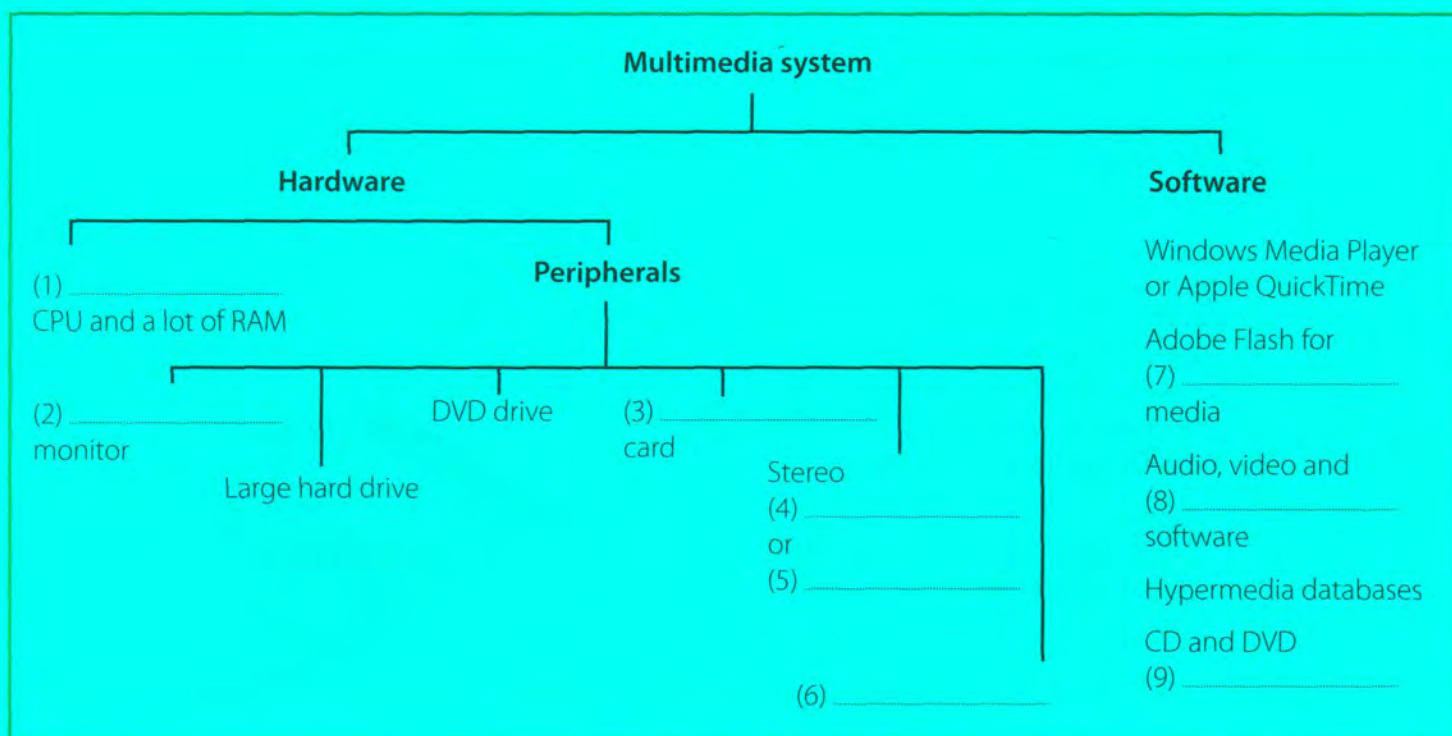 Multimedia system
Hardware
Software
Peripherals
(1)
CPU and a lot of RAM
(2)
monitor
Large hard drive
DVD drive
(3)
card
Stereo
(4)
or
(5)
(6)
Windows Media Player
or Apple QuickTime
Adobe Flash for
(7)
media
Audio, video and
(8)
software
Hypermedia databases
CD and DVD
(9)